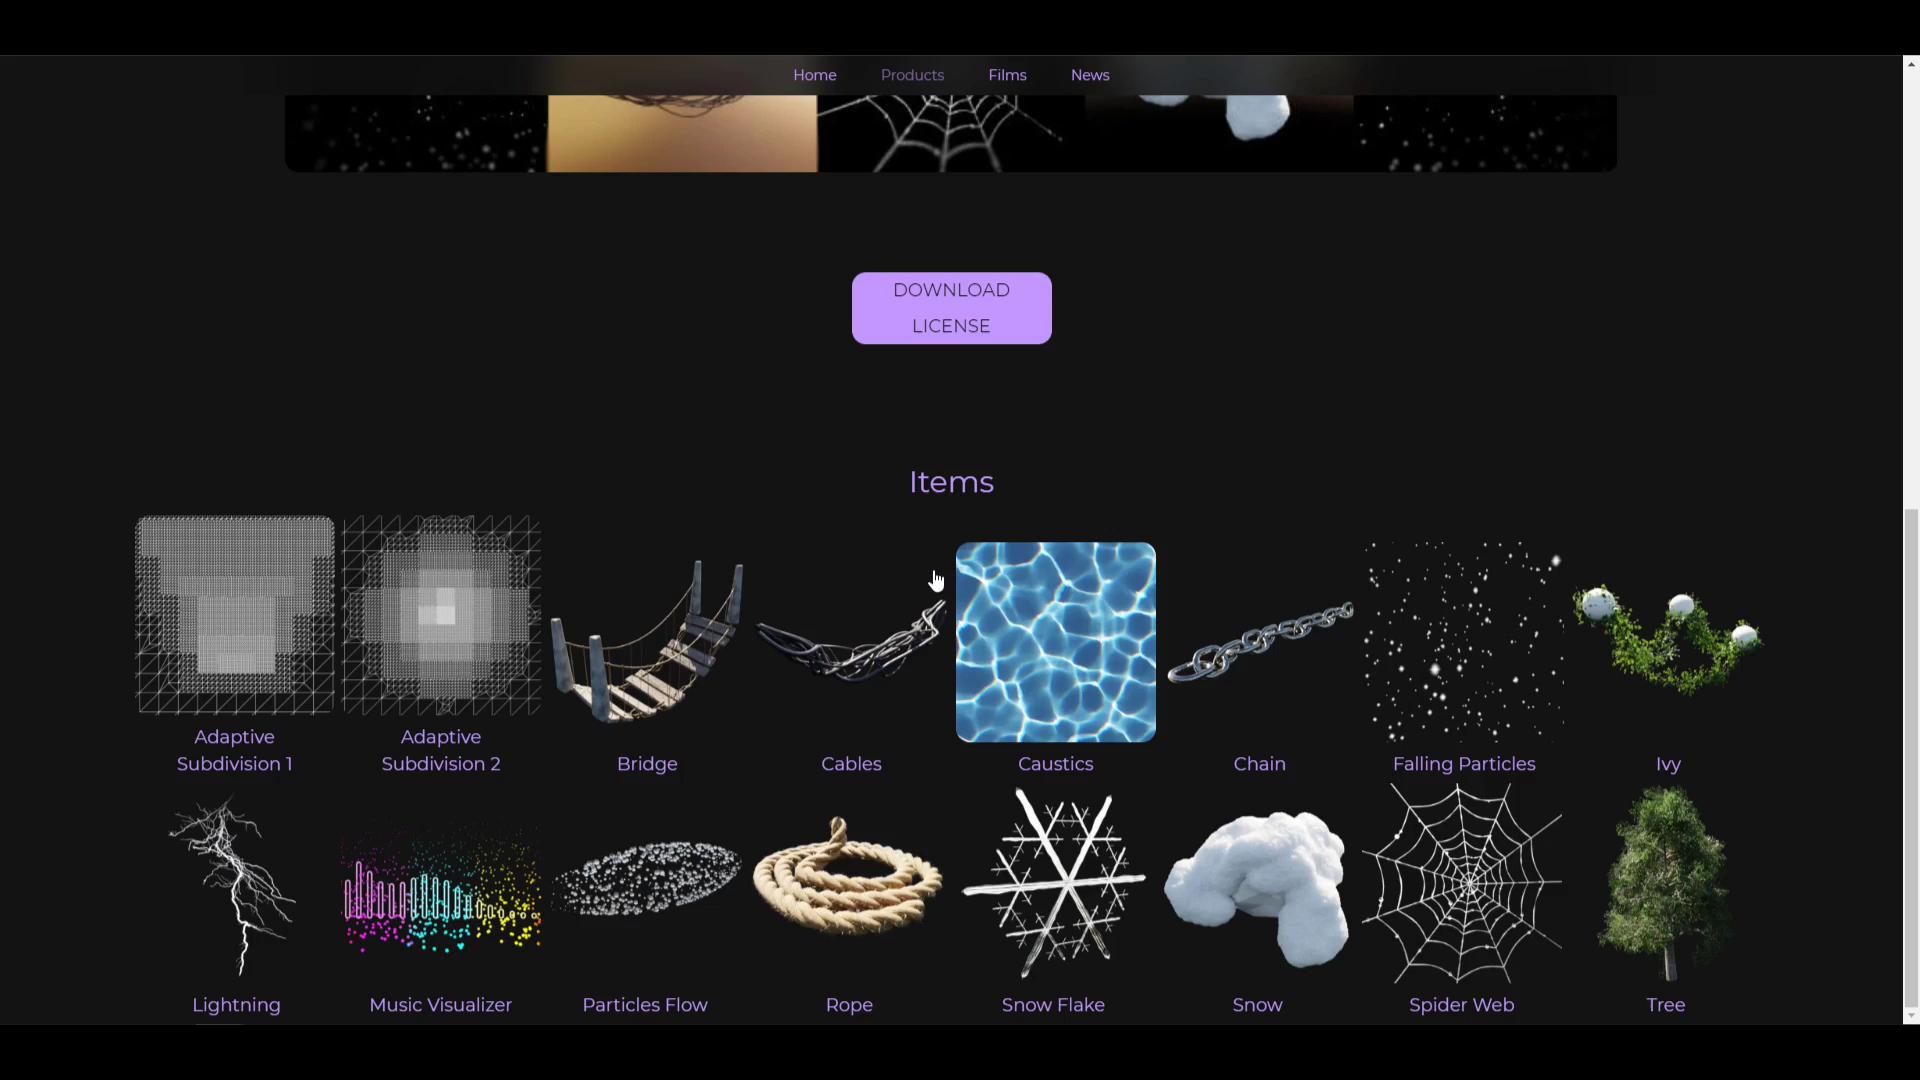 Home Products Films News
DOWNLOAD
LICENSE
Items
Adaptive
Subdivision 1
Adaptive
Subdivision 2
Bridge
Cables
Caustics
Chain
Falling Particles
Ivy
Lightning
Music Visualizer
Particles Flow
Rope
Snow Flake
Snow
Spider Web
Tree